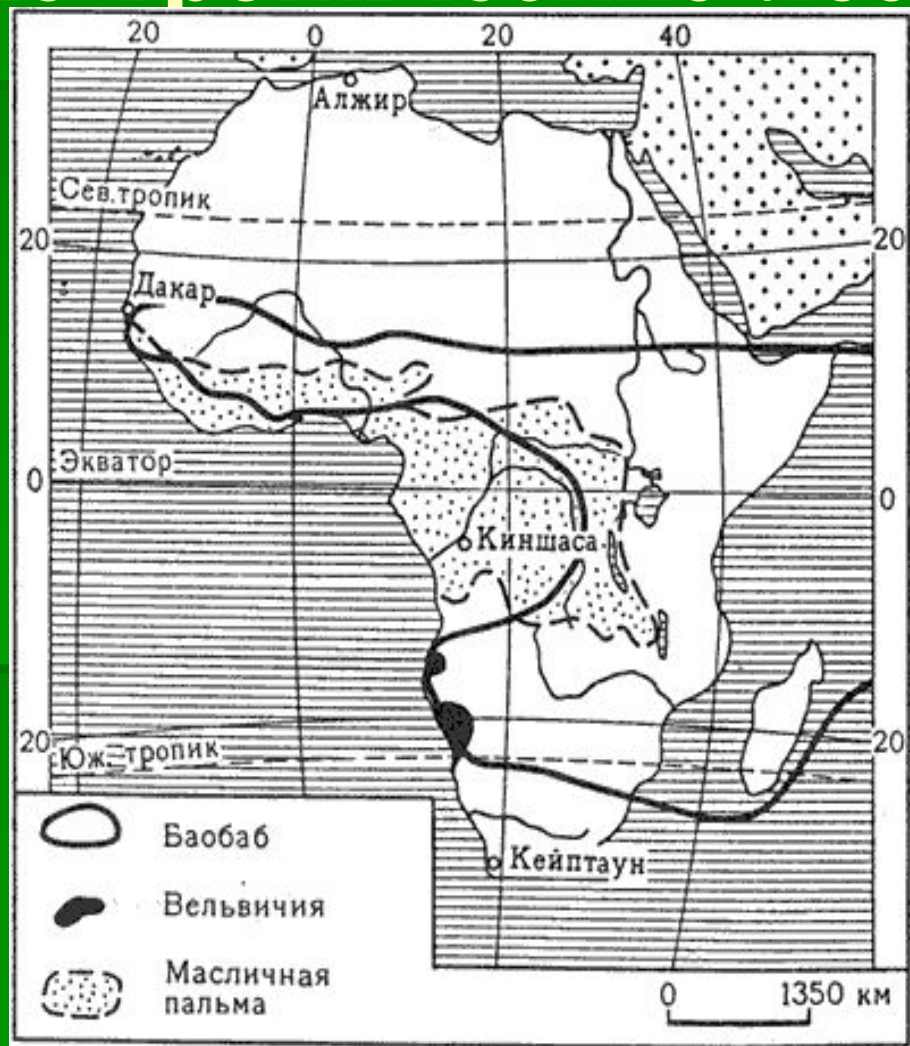 20 0 20 40
Алжир
Сев.тропик
20 20
Дакар
Экватор
0 0
Киншаса
20 20
Юж. тропик
Баобаб
Кейптаун
Вельвичия
Масличная
пальма
0 1350 км